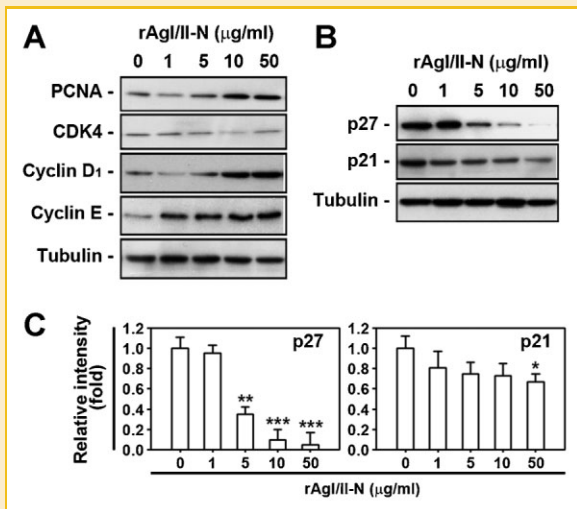 A
rAgI/II-N (μg/ml)
0 1 5 10 50
PCNA -
CDK4 -
Cyclin D1 -
Cyclin E -
Tubulin -
B
rAgI/II-N (μg/ml)
0 1 5 10 50
p27 -
p21 -
Tubulin -
C
Relative intensity
(fold)
1.2
1.0
0.8
0.6
0.4
0.2
0.0
p27
** *** ***
0 1 5 10 50
1.2
1.0
0.8
0.6
0.4
0.2
0.0
p21
*
0 1 5 10 50
rAgI/II-N (μg/ml)